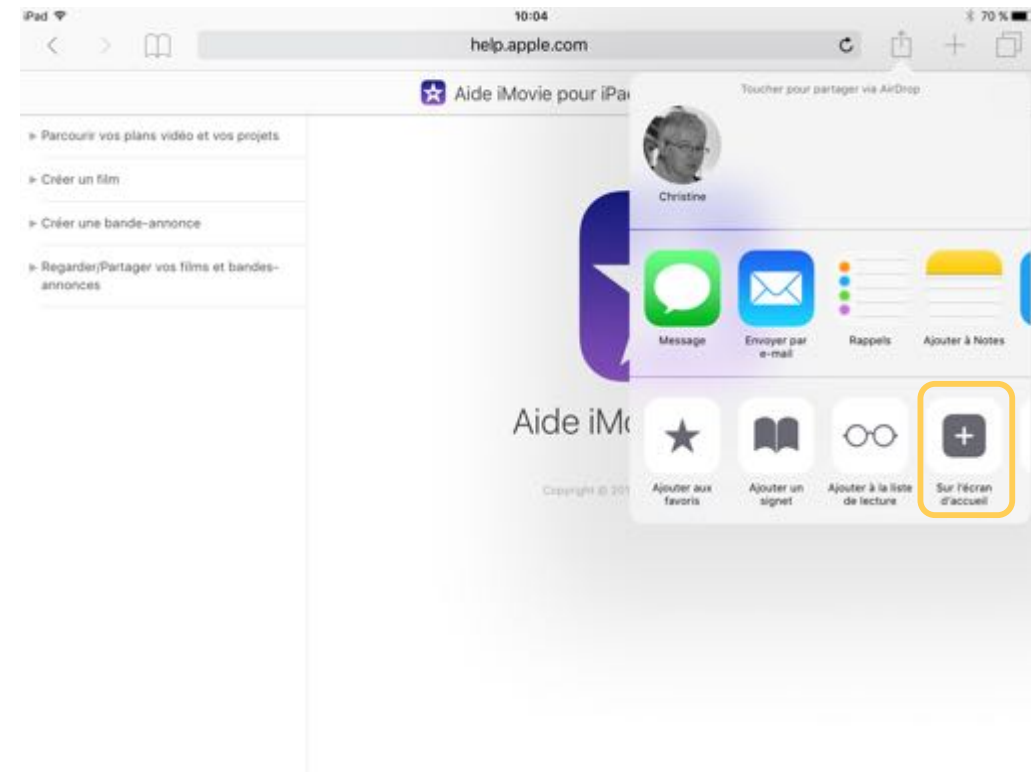 iPad 10:04 70 %
help.apple.com
Aide iMovie pour iPa
Toucher pour partager via AirDrop
Christine
▸ Parcourir vos plans vidéo et vos projets
▸ Créer un film
▸ Créer une bande-annonce
▸ Regarder/Partager vos films et bandes-
annonces
Message
Envoyer par
e-mail
Rappels
Ajouter à Notes
Aide iMo
Copyright © 201
Ajouter aux
favoris
Ajouter un
signet
Ajouter à la liste
de lecture
Sur l'écran
d'accueil